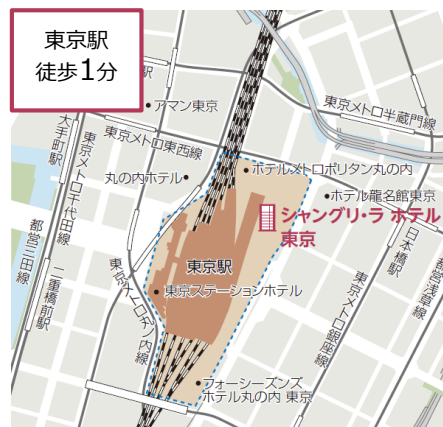 東京駅
徒歩1分
駅
アマン東京
東京メトロ半蔵門線
大手町駅
東京メトロ千代田線
東京メトロ東西線
ホテルメトロポリタン丸の内
丸の内ホテル
ホテル龍名館東京
シャングリ・ラ ホテル
東京
日本橋駅
都営浅草線
都営三田線
二重橋前駅
東京メトロ丸ノ内線
東京駅
東京ステーションホテル
東京メトロ銀座線
フォーシーズンズ
ホテル丸の内 東京